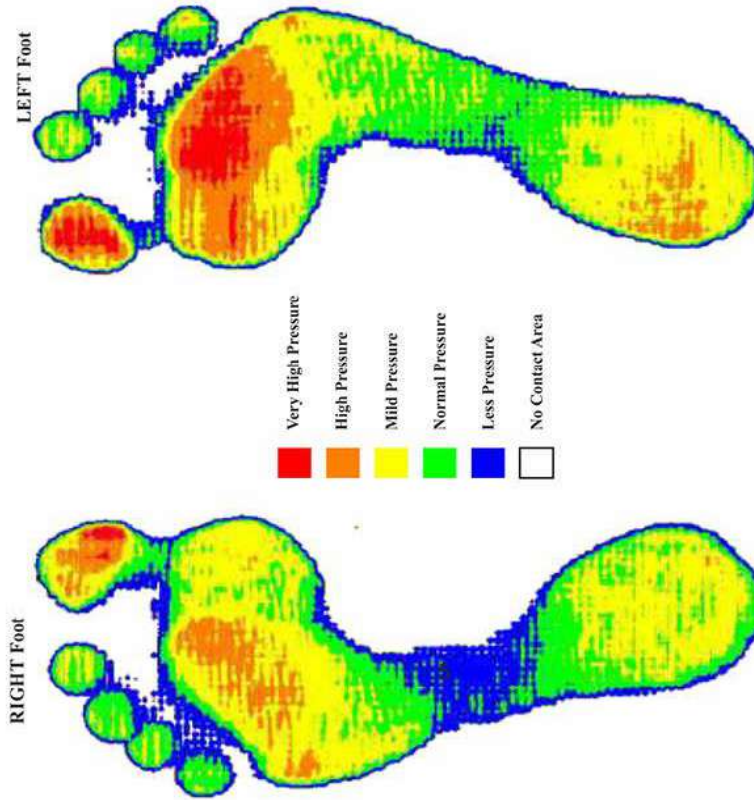 LEFT Foot
Very High Pressure
High Pressure
Mild Pressure
Normal Pressure
Less Pressure
No Contact Area
RIGHT Foot